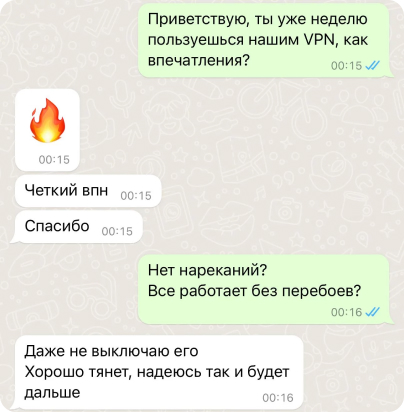 Приветствую, ты уже неделю
пользуешься нашим VPN, как
впечатления?
00:15
🔥
00:15
Четкий впн
00:15
Спасибо
00:15
Нет нареканий?
Все работает без перебоев?
00:16
Даже не выключаю его
Хорошо тянет, надеюсь так и будет
дальше
00:16